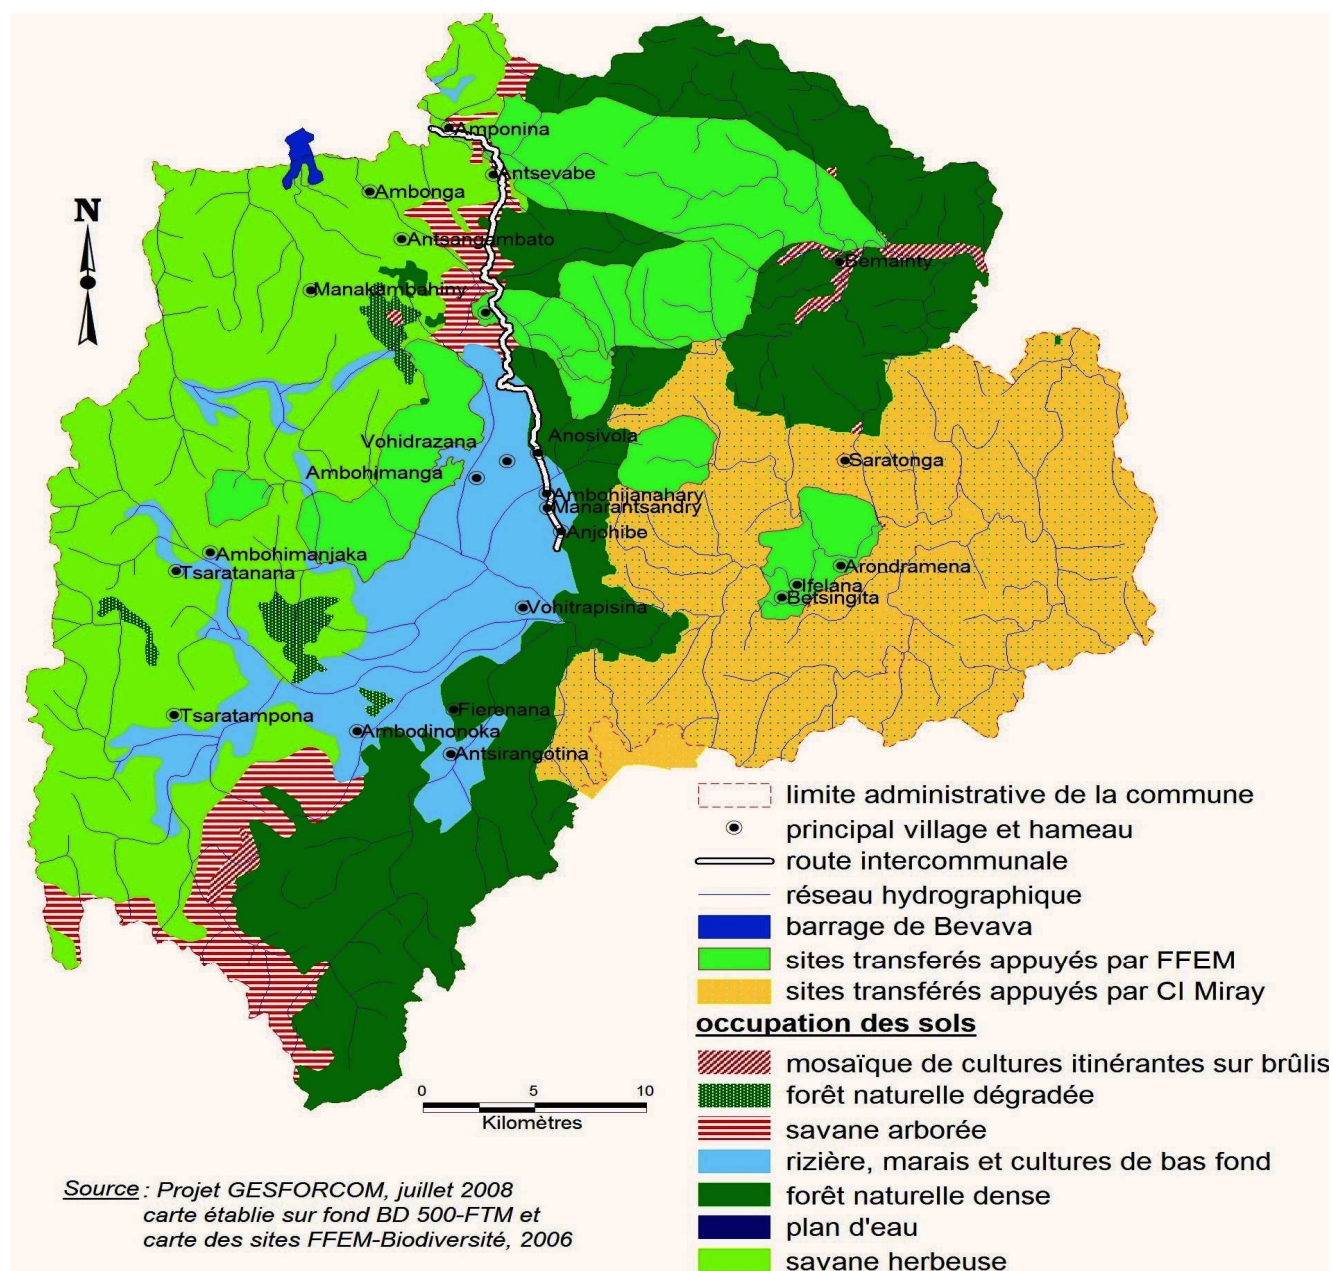 Amponina
Antsevabe
Ambonga
N
Antsangambato
Bemainty
Manakambahiny
Vohidrazana
Anosivola
Ambohimanga
Saratonga
Ambohijanahary
Manarantsandry
Anjohibe
Ambohimanjaka
Tsaratanana
Arondramena
Ifelana
Betsingita
Vohitrapisina
Tsaratampona
Fierenana
Ambodinonoka
Antsirangotina
limite administrative de la commune
principal village et hameau
route intercommunale
réseau hydrographique
barrage de Bevava
sites transferés appuyés par FFEM
sites transférés appuyés par CI Miray
occupation des sols
mosaïque de cultures itinérantes sur brûlis
forêt naturelle dégradée
savane arborée
rizière, marais et cultures de bas fond
forêt naturelle dense
plan d'eau
savane herbeuse
0 5 10
Kilomètres
Source : Projet GESFORCOM, juillet 2008
carte établie sur fond BD 500-FTM et
carte des sites FFEM-Biodiversité, 2006